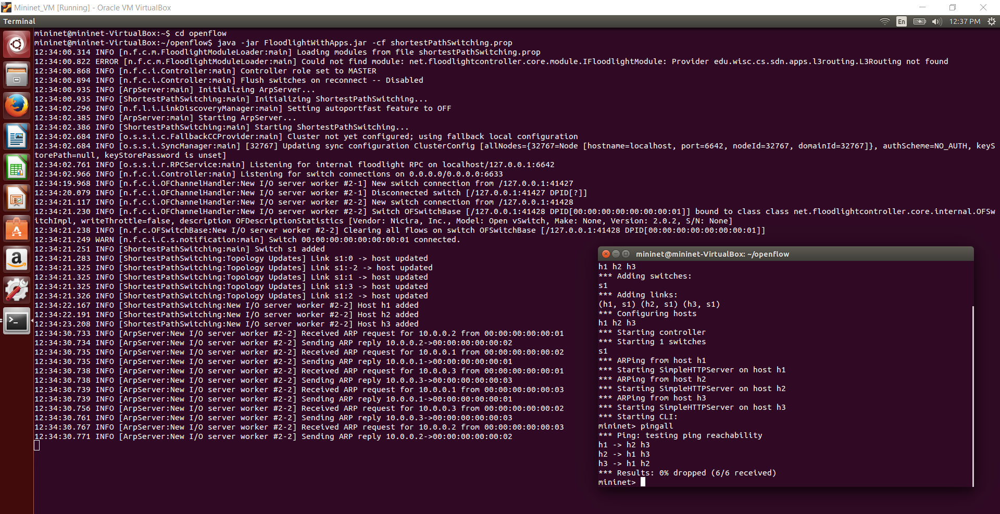 Mininet_VM [Running] - Oracle VM VirtualBox
Terminal
En
12:37 PM
mininet@mininet-VirtualBox:~$ cd openflow
mininet@mininet-VirtualBox:~/openflow$ java -jar FloodlightWithApps.jar -cf shortestPathSwitching.prop
12:34:00.314 INFO [n.f.c.m.FloodlightModuleLoader:main] Loading modules from file shortestPathSwitching.prop
12:34:00.822 ERROR [n.f.c.m.FloodlightModuleLoader:main] Could not find module: net.floodlightcontroller.core.module.IFloodlightModule: Provider edu.wisc.cs.sdn.apps.l3routing.L3Routing not found
12:34:00.868 INFO [n.f.c.i.Controller:main] Controller role set to MASTER
12:34:00.894 INFO [n.f.c.i.Controller:main] Flush switches on reconnect -- Disabled
12:34:00.935 INFO [ArpServer:main] Initializing ArpServer...
12:34:00.935 INFO [ShortestPathSwitching:main] Initializing ShortestPathSwitching...
12:34:02.296 INFO [n.f.l.i.LinkDiscoveryManager:main] Setting autoportfast feature to OFF
12:34:02.385 INFO [ArpServer:main] Starting ArpServer...
12:34:02.386 INFO [ShortestPathSwitching:main] Starting ShortestPathSwitching...
12:34:02.684 INFO [o.s.s.i.c.FallbackCCProvider:main] Cluster not yet configured; using fallback local configuration
12:34:02.684 INFO [o.s.s.i.SyncManager:main] [32767] Updating sync configuration ClusterConfig [allNodes={32767=Node [hostname=localhost, port=6642, nodeId=32767, domainId=32767]}, authScheme=NO_AUTH, keyS
torePath=null, keyStorePassword is unset]
12:34:02.761 INFO [o.s.s.i.r.RPCService:main] Listening for internal floodlight RPC on localhost/127.0.0.1:6642
12:34:02.966 INFO [n.f.c.i.Controller:main] Listening for switch connections on 0.0.0.0/0.0.0.0:6633
12:34:19.968 INFO [n.f.c.i.OFChannelHandler:New I/O server worker #2-1] New switch connection from /127.0.0.1:41427
12:34:20.079 INFO [n.f.c.i.OFChannelHandler:New I/O server worker #2-1] Disconnected switch [/127.0.0.1:41427 DPID[?]]
12:34:21.117 INFO [n.f.c.i.OFChannelHandler:New I/O server worker #2-2] New switch connection from /127.0.0.1:41428
12:34:21.230 INFO [n.f.c.i.OFChannelHandler:New I/O server worker #2-2] Switch OFSwitchBase [/127.0.0.1:41428 DPID[00:00:00:00:00:00:00:01]] bound to class class net.floodlightcontroller.core.internal.OFSw
itchImpl, writeThrottle=false, description OFDescriptionStatistics [Vendor: Nicira, Inc., Model: Open vSwitch, Make: None, Version: 2.0.2, S/N: None]
12:34:21.238 INFO [n.f.c.OFSwitchBase:New I/O server worker #2-2] Clearing all flows on switch OFSwitchBase [/127.0.0.1:41428 DPID[00:00:00:00:00:00:00:01]]
12:34:21.249 WARN [n.f.c.i.C.s.notification:main] Switch 00:00:00:00:00:00:00:01 connected.
12:34:21.251 INFO [ShortestPathSwitching:main] Switch s1 added
12:34:21.283 INFO [ShortestPathSwitching:Topology Updates] Link s1:0 -> host updated
12:34:21.325 INFO [ShortestPathSwitching:Topology Updates] Link s1:-2 -> host updated
12:34:21.325 INFO [ShortestPathSwitching:Topology Updates] Link s1:1 -> host updated
12:34:21.325 INFO [ShortestPathSwitching:Topology Updates] Link s1:3 -> host updated
12:34:21.326 INFO [ShortestPathSwitching:Topology Updates] Link s1:2 -> host updated
12:34:22.167 INFO [ShortestPathSwitching:New I/O server worker #2-2] Host h1 added
12:34:22.191 INFO [ShortestPathSwitching:New I/O server worker #2-2] Host h2 added
12:34:23.208 INFO [ShortestPathSwitching:New I/O server worker #2-2] Host h3 added
12:34:30.733 INFO [ArpServer:New I/O server worker #2-2] Received ARP request for 10.0.0.2 from 00:00:00:00:00:01
12:34:30.734 INFO [ArpServer:New I/O server worker #2-2] Sending ARP reply 10.0.0.2->00:00:00:00:00:02
12:34:30.735 INFO [ArpServer:New I/O server worker #2-2] Received ARP request for 10.0.0.1 from 00:00:00:00:00:02
12:34:30.735 INFO [ArpServer:New I/O server worker #2-2] Sending ARP reply 10.0.0.1->00:00:00:00:00:01
12:34:30.738 INFO [ArpServer:New I/O server worker #2-2] Received ARP request for 10.0.0.3 from 00:00:00:00:00:01
12:34:30.738 INFO [ArpServer:New I/O server worker #2-2] Sending ARP reply 10.0.0.3->00:00:00:00:00:03
12:34:30.739 INFO [ArpServer:New I/O server worker #2-2] Received ARP request for 10.0.0.1 from 00:00:00:00:00:03
12:34:30.739 INFO [ArpServer:New I/O server worker #2-2] Sending ARP reply 10.0.0.1->00:00:00:00:00:01
12:34:30.756 INFO [ArpServer:New I/O server worker #2-2] Received ARP request for 10.0.0.3 from 00:00:00:00:00:02
12:34:30.761 INFO [ArpServer:New I/O server worker #2-2] Sending ARP reply 10.0.0.3->00:00:00:00:00:03
12:34:30.767 INFO [ArpServer:New I/O server worker #2-2] Received ARP request for 10.0.0.2 from 00:00:00:00:00:03
12:34:30.771 INFO [ArpServer:New I/O server worker #2-2] Sending ARP reply 10.0.0.2->00:00:00:00:00:02
mininet@mininet-VirtualBox: ~/openflow
h1 h2 h3
*** Adding switches:
s1
*** Adding links:
(h1, s1) (h2, s1) (h3, s1)
*** Configuring hosts
h1 h2 h3
*** Starting controller
*** Starting 1 switches
s1
*** ARPing from host h1
*** Starting SimpleHTTPServer on host h1
*** ARPing from host h2
*** Starting SimpleHTTPServer on host h2
*** ARPing from host h3
*** Starting SimpleHTTPServer on host h3
*** Starting CLI:
mininet> pingall
*** Ping: testing ping reachability
h1 -> h2 h3
h2 -> h1 h3
h3 -> h1 h2
*** Results: 0% dropped (6/6 received)
mininet>